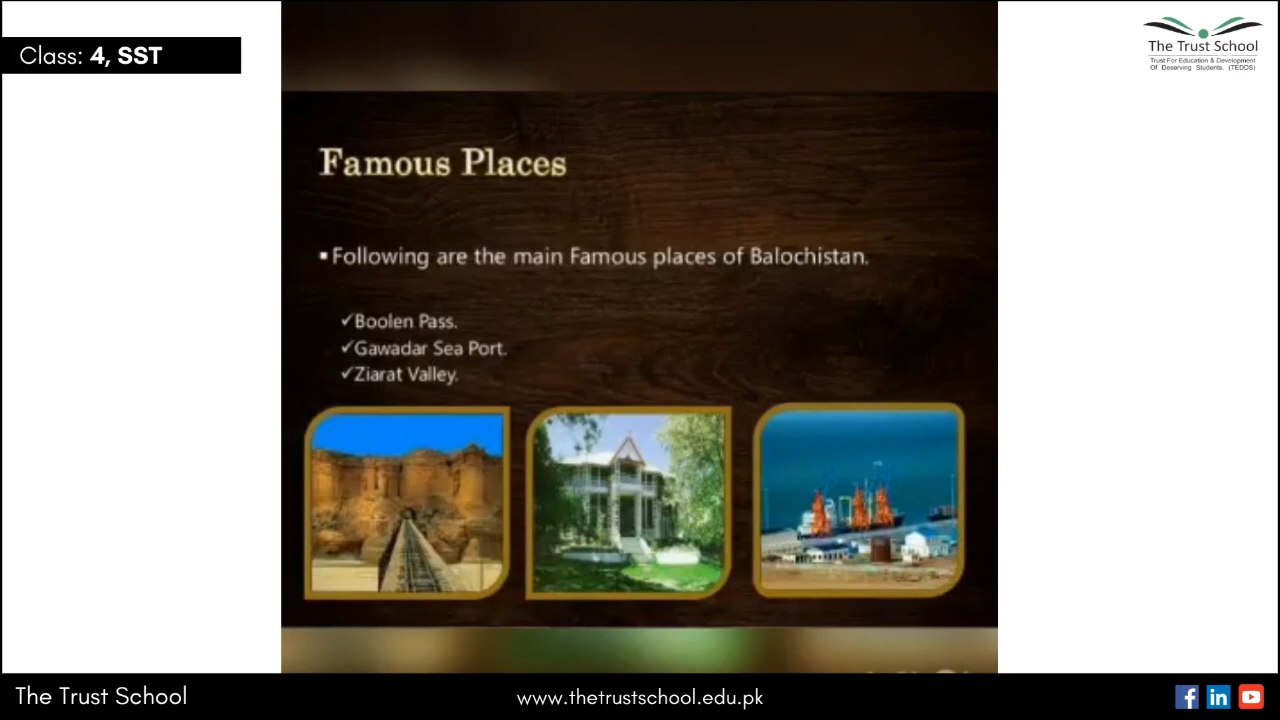 Class: 4, SST
The Trust School
Trust For Education & Development
Of Deserving Students. (TEDDS)
Famous Places
▪Following are the main Famous places of Balochistan.
✓Boolen Pass.
✓Gawadar Sea Port.
✓Ziarat Valley.
The Trust School
www.thetrustschool.edu.pk